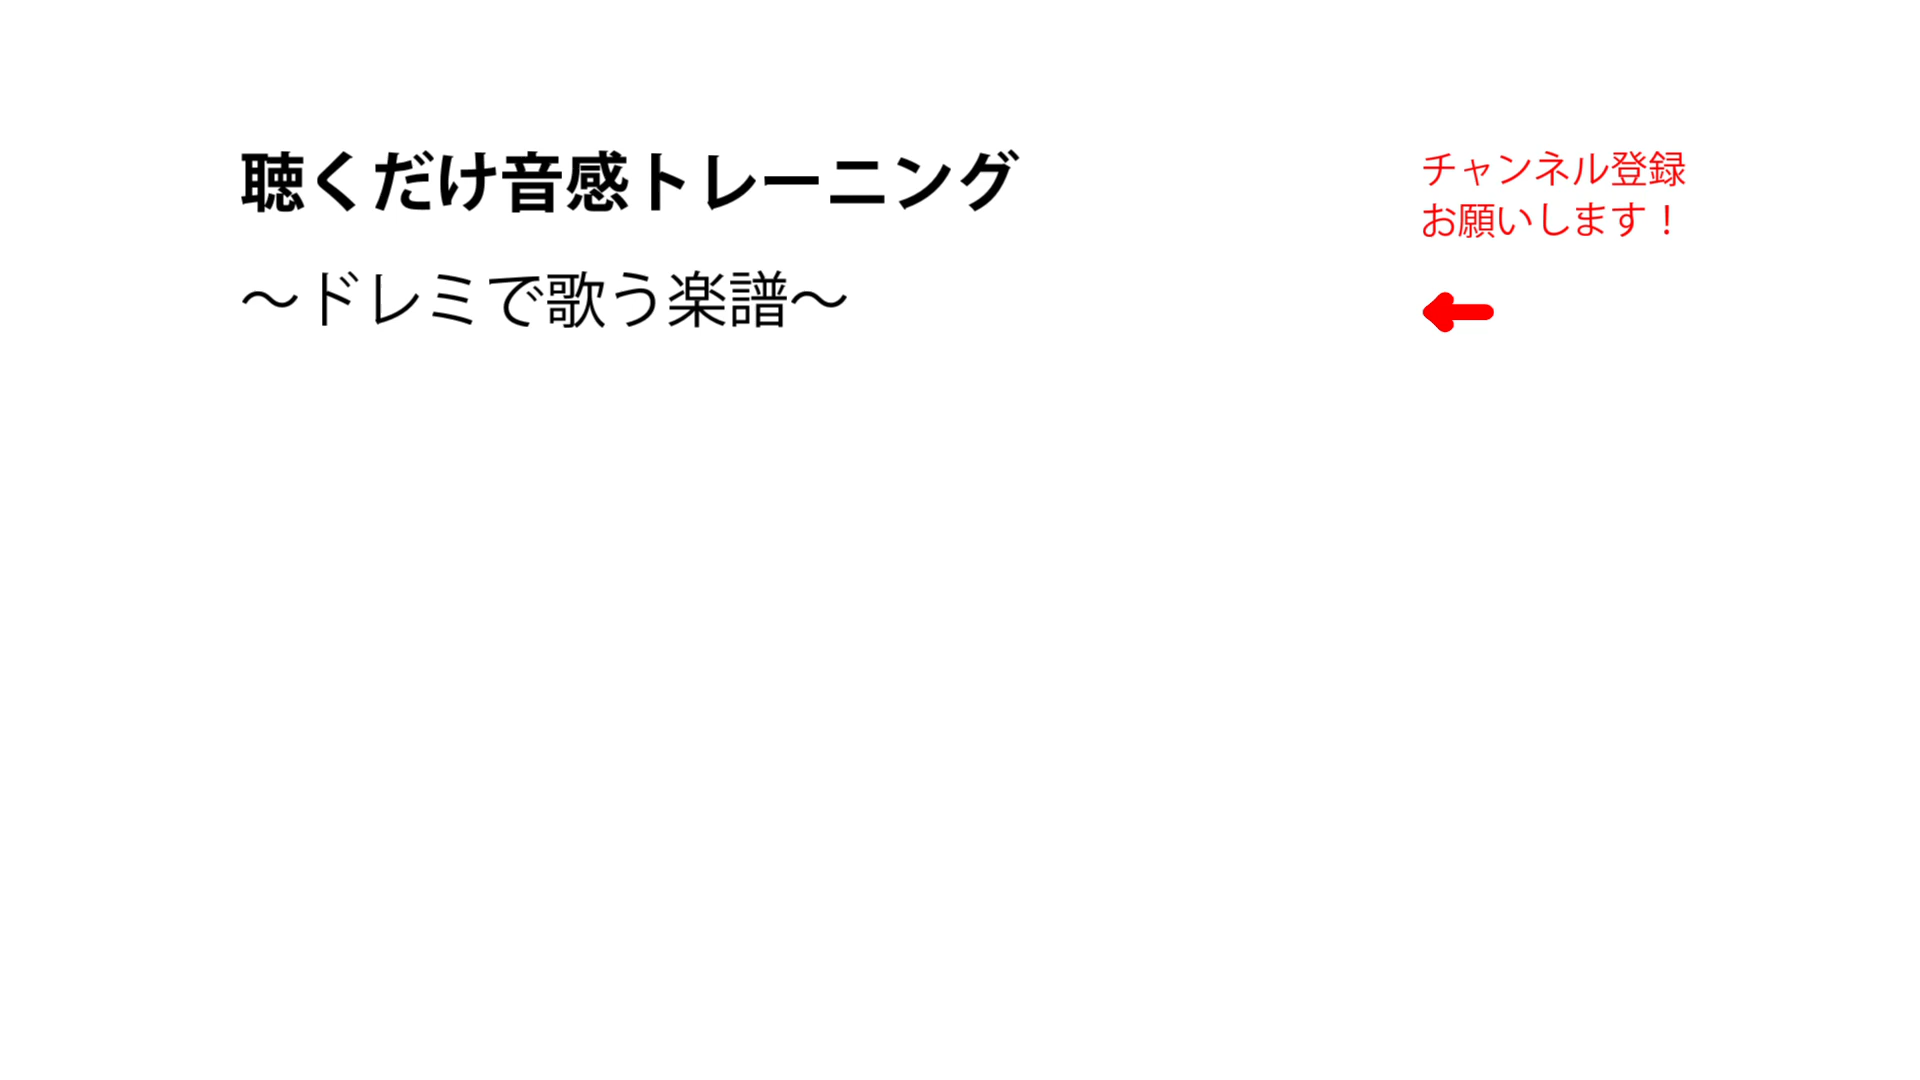 聴くだけ音感トレーニング
～ドレミで歌う楽譜～
チャンネル登録
お願いします！